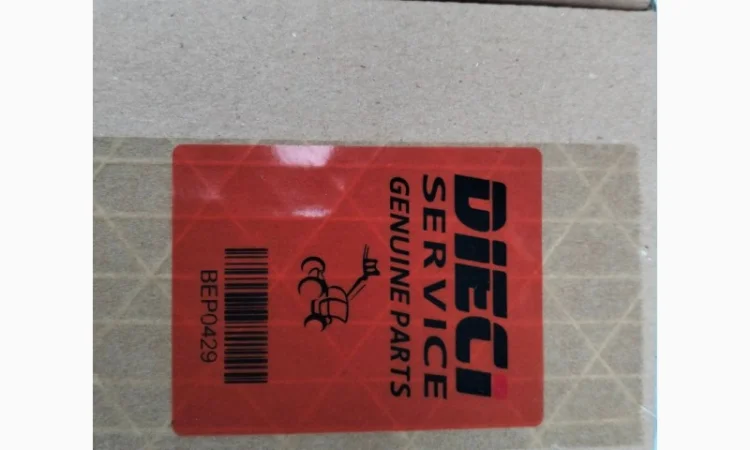 DIECI
SERVICE
GENUINE PARTS
BEP0429